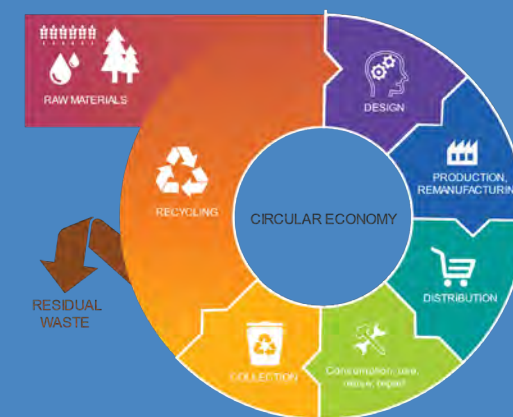 RAW MATERIALS
DESIGN
PRODUCTION,
REMANUFACTURIN
DISTRIBUTION
Consumption, use,
reuse, repair
COLLECTION
RECYCLING
RESIDUAL
WASTE
CIRCULAR ECONOMY